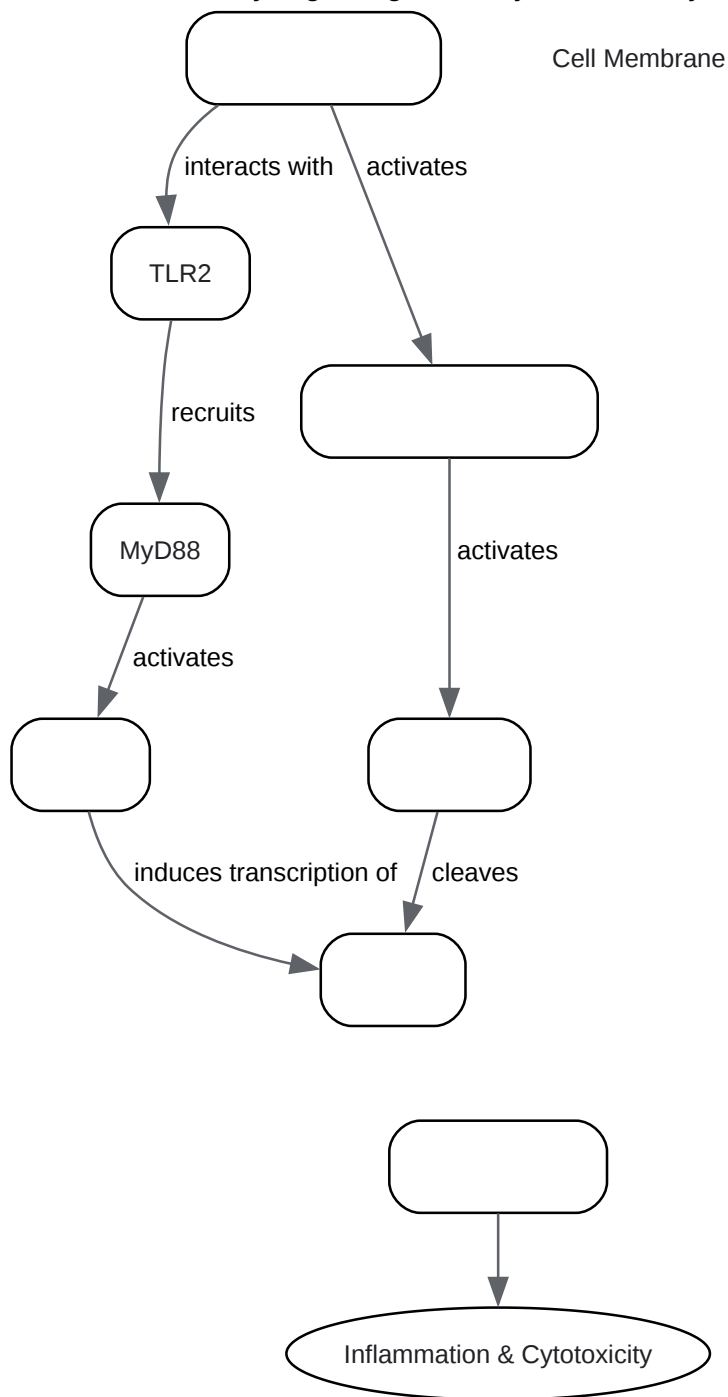 Cell Membrane
interacts with
activates
TLR2
recruits
MyD88
activates
activates
induces transcription of
cleaves
Inflammation & Cytotoxicity